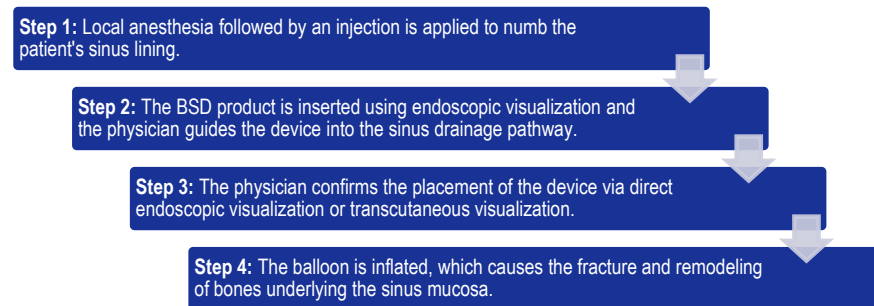 Step 1: Local anesthesia followed by an injection is applied to numb the
patient's sinus lining.
Step 2: The BSD product is inserted using endoscopic visualization and
the physician guides the device into the sinus drainage pathway.
Step 3: The physician confirms the placement of the device via direct
endoscopic visualization or transcutaneous visualization.
Step 4: The balloon is inflated, which causes the fracture and remodeling
of bones underlying the sinus mucosa.